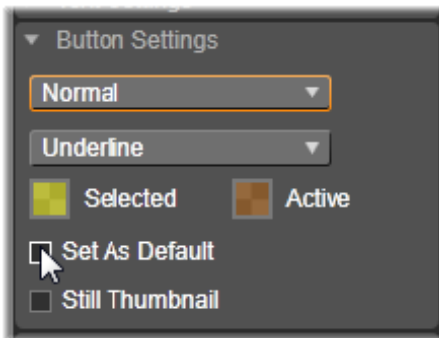 Button Settings
Normal
Underline
Selected Active
Set As Default
Still Thumbnail